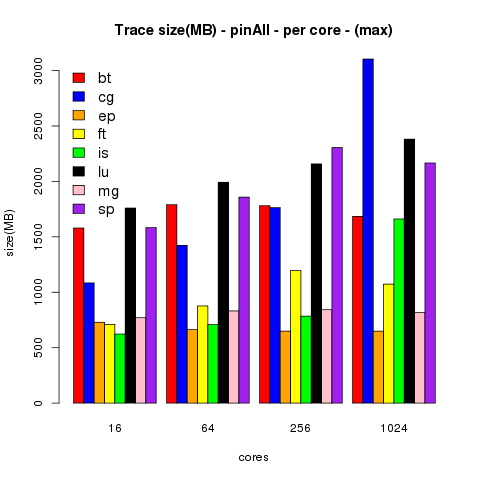 Trace size(MB) - pinAll - per core - (max)
size(MB)
3000
2500
2000
1500
1000
500
0
bt
cg
ep
ft
is
lu
mg
sp
16 64 256 1024
cores